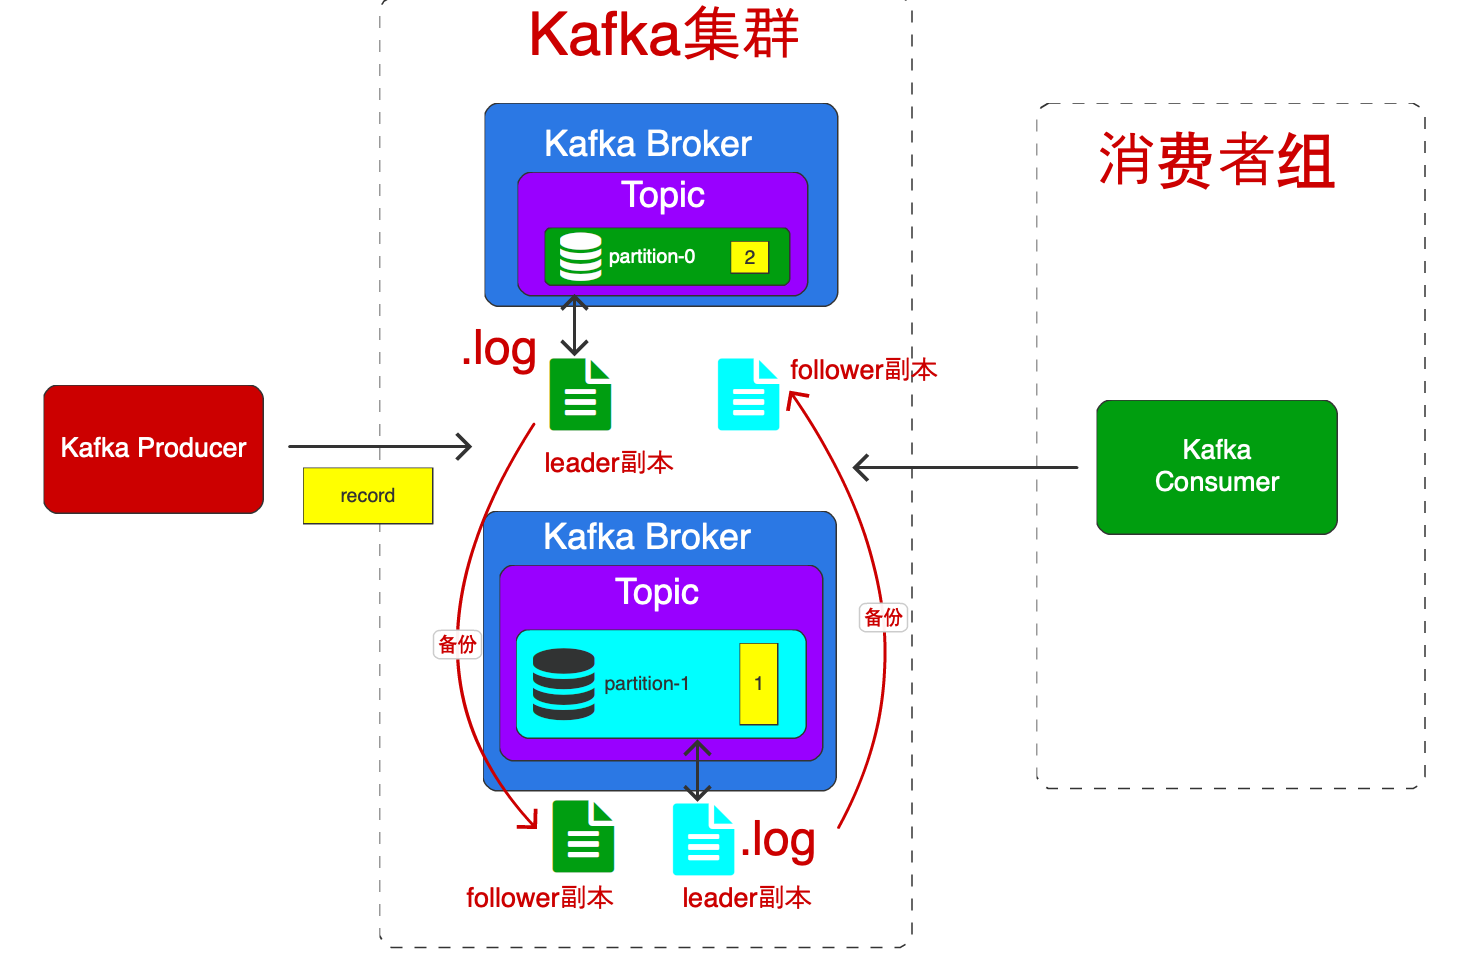 Kafka集群
Kafka Broker
Topic
partition-0
2
.log
follower副本
leader副本
Kafka Producer
record
Kafka Broker
Topic
partition-1
1
备份
备份
.log
follower副本
leader副本
消费者组
Kafka
Consumer